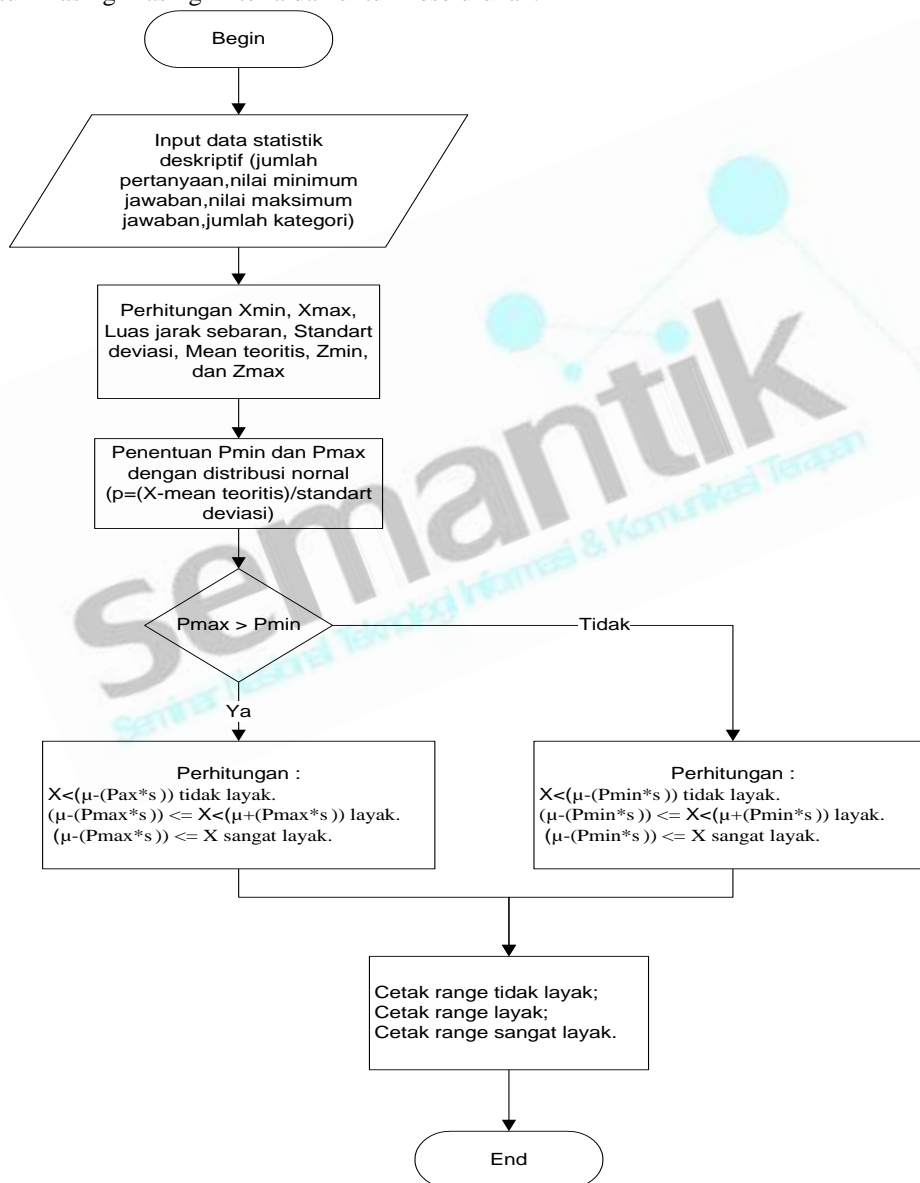 Begin
Input data statistik
deskriptif (jumlah
pertanyaan,nilai minimum
jawaban,nilai maksimum
jawaban,jumlah kategori)
Perhitungan Xmin, Xmax,
Luas jarak sebaran, Standart
deviasi, Mean teoritis, Zmin,
dan Zmax
Penentuan Pmin dan Pmax
dengan distribusi nornal
(p=(X-mean teoritis)/standart
deviasi)
Pmax > Pmin
Tidak
Ya
Perhitungan :
X<(μ-(Pax*s )) tidak layak.
(μ-(Pmax*s )) <= X<(μ+(Pmax*s )) layak.
(μ-(Pmax*s )) <= X sangat layak.
Perhitungan :
X<(μ-(Pmin*s )) tidak layak.
(μ-(Pmin*s )) <= X<(μ+(Pmin*s )) layak.
(μ-(Pmin*s )) <= X sangat layak.
Cetak range tidak layak;
Cetak range layak;
Cetak range sangat layak.
End
semantik
Seminar Nasional Teknologi Informasi & Komunikasi Terapan